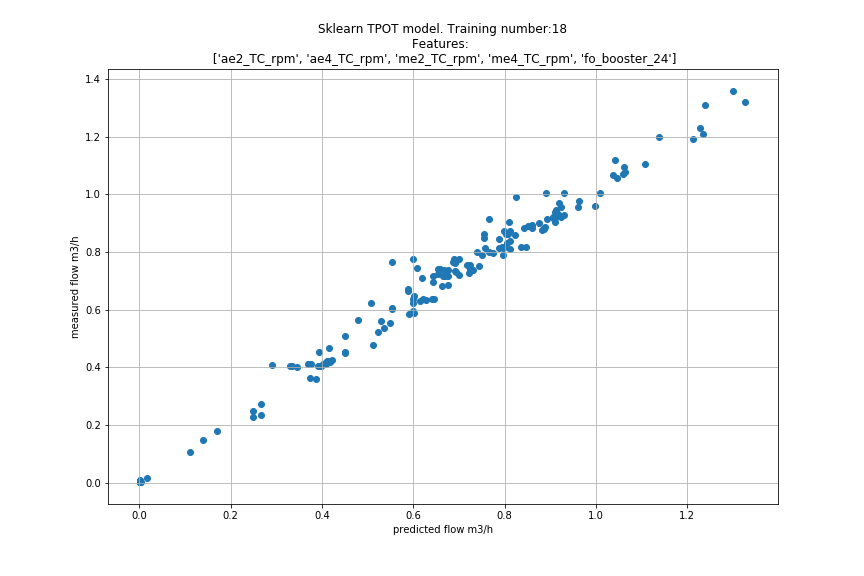 Sklearn TPOT model. Training number:18
Features:
['ae2_TC_rpm', 'ae4_TC_rpm', 'me2_TC_rpm', 'me4_TC_rpm', 'fo_booster_24']
1.4
1.2
1.0
0.8
0.6
0.4
0.2
0.0
measured flow m3/h
0.0 0.2 0.4 0.6 0.8 1.0 1.2
predicted flow m3/h